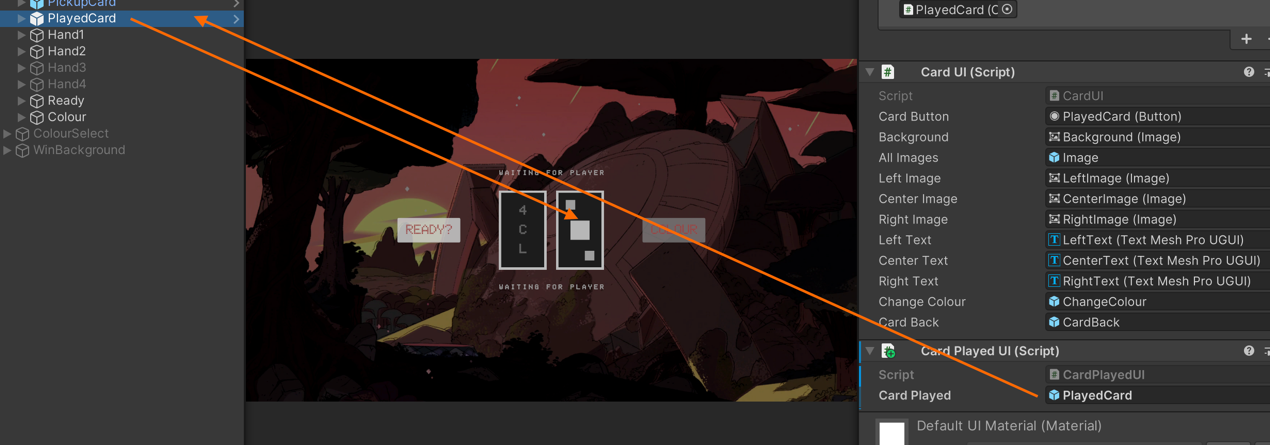 PickupCard
PlayedCard
Hand1
Hand2
Hand3
Hand4
Ready
Colour
ColourSelect
WinBackground
WAITING FOR PLAYER
READY?
4
C
L
COLOUR
WAITING FOR PLAYER
PlayedCard (C
Card UI (Script)
Script CardUI
Card Button PlayedCard (Button)
Background Background (Image)
All Images Image
Left Image LeftImage (Image)
Center Image CenterImage (Image)
Right Image RightImage (Image)
Left Text LeftText (Text Mesh Pro UGUI)
Center Text CenterText (Text Mesh Pro UGUI)
Right Text RightText (Text Mesh Pro UGUI)
Change Colour ChangeColour
Card Back CardBack
Card Played UI (Script)
Script CardPlayedUI
Card Played PlayedCard
Default UI Material (Material)